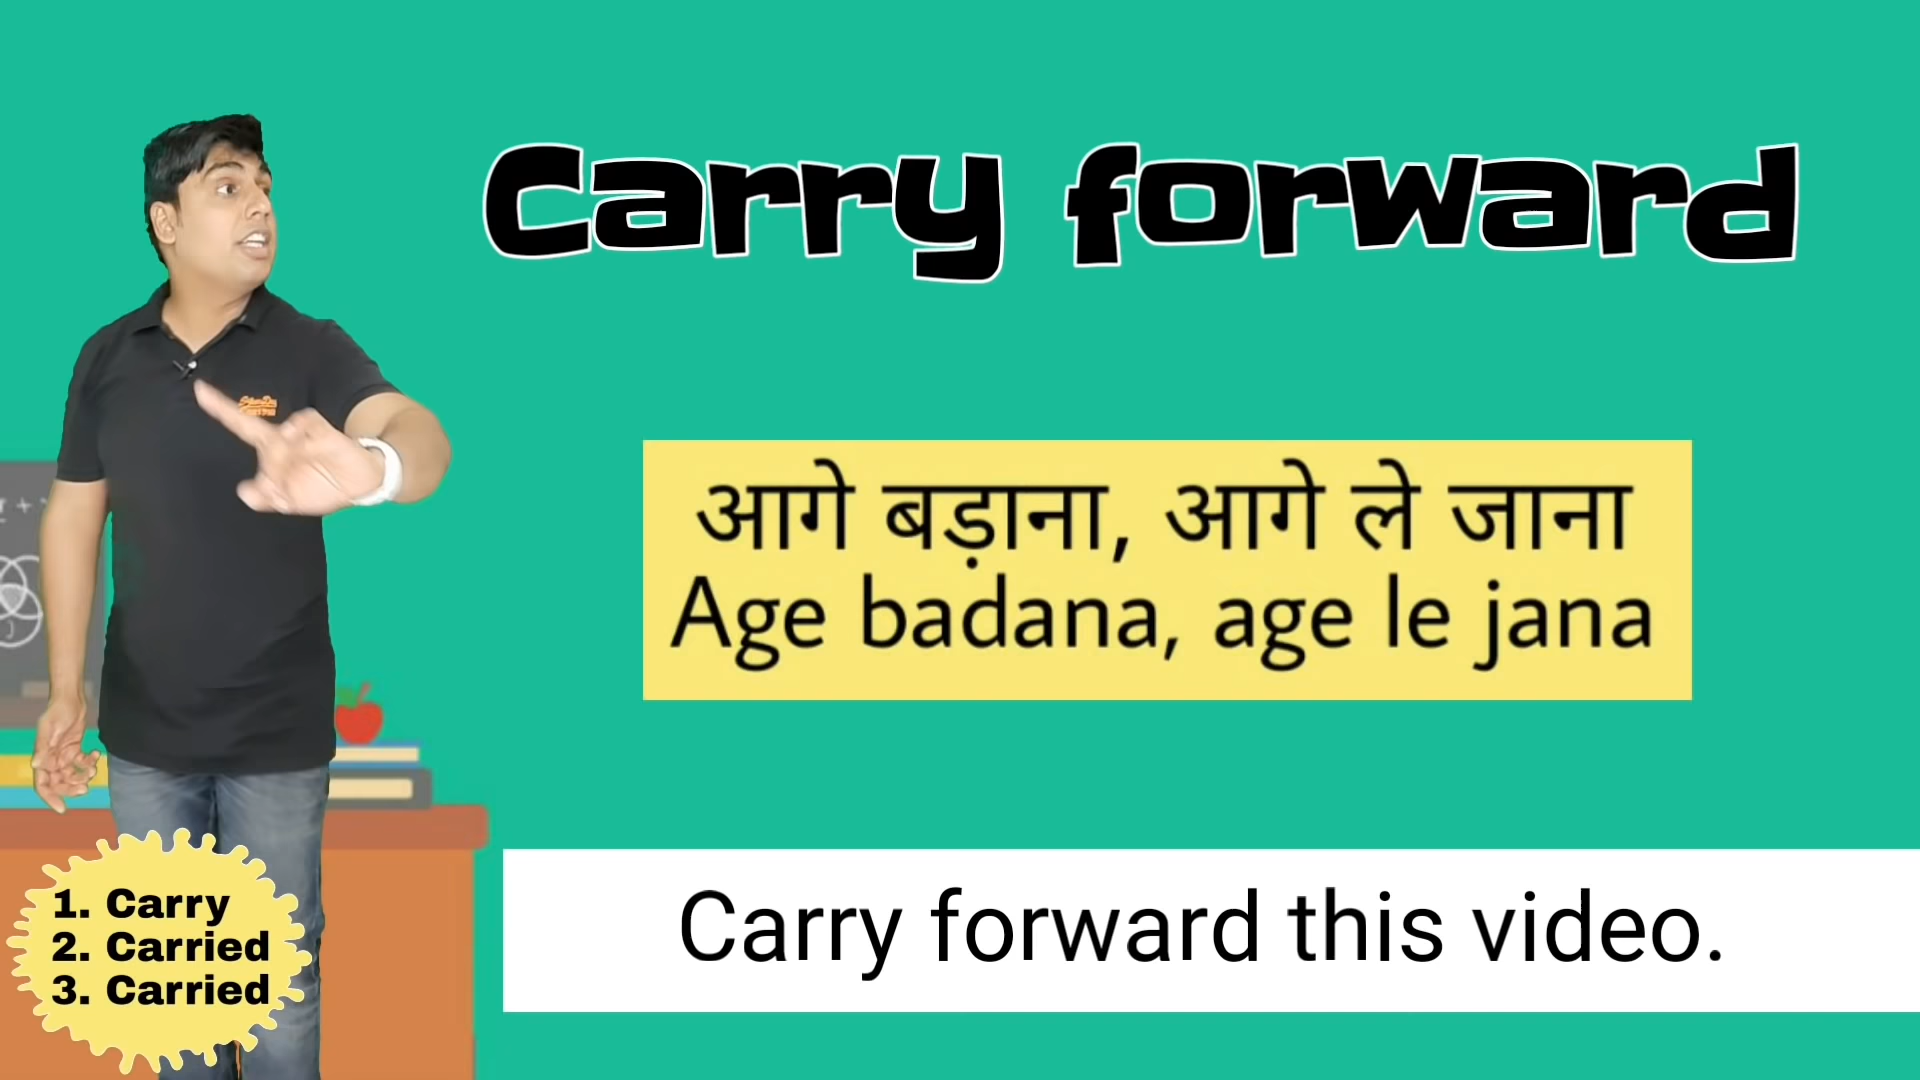 Carry forward
आगे बड़ाना, आगे ले जाना
Age badana, age le jana
Carry forward this video.
1. Carry
2. Carried
3. Carried